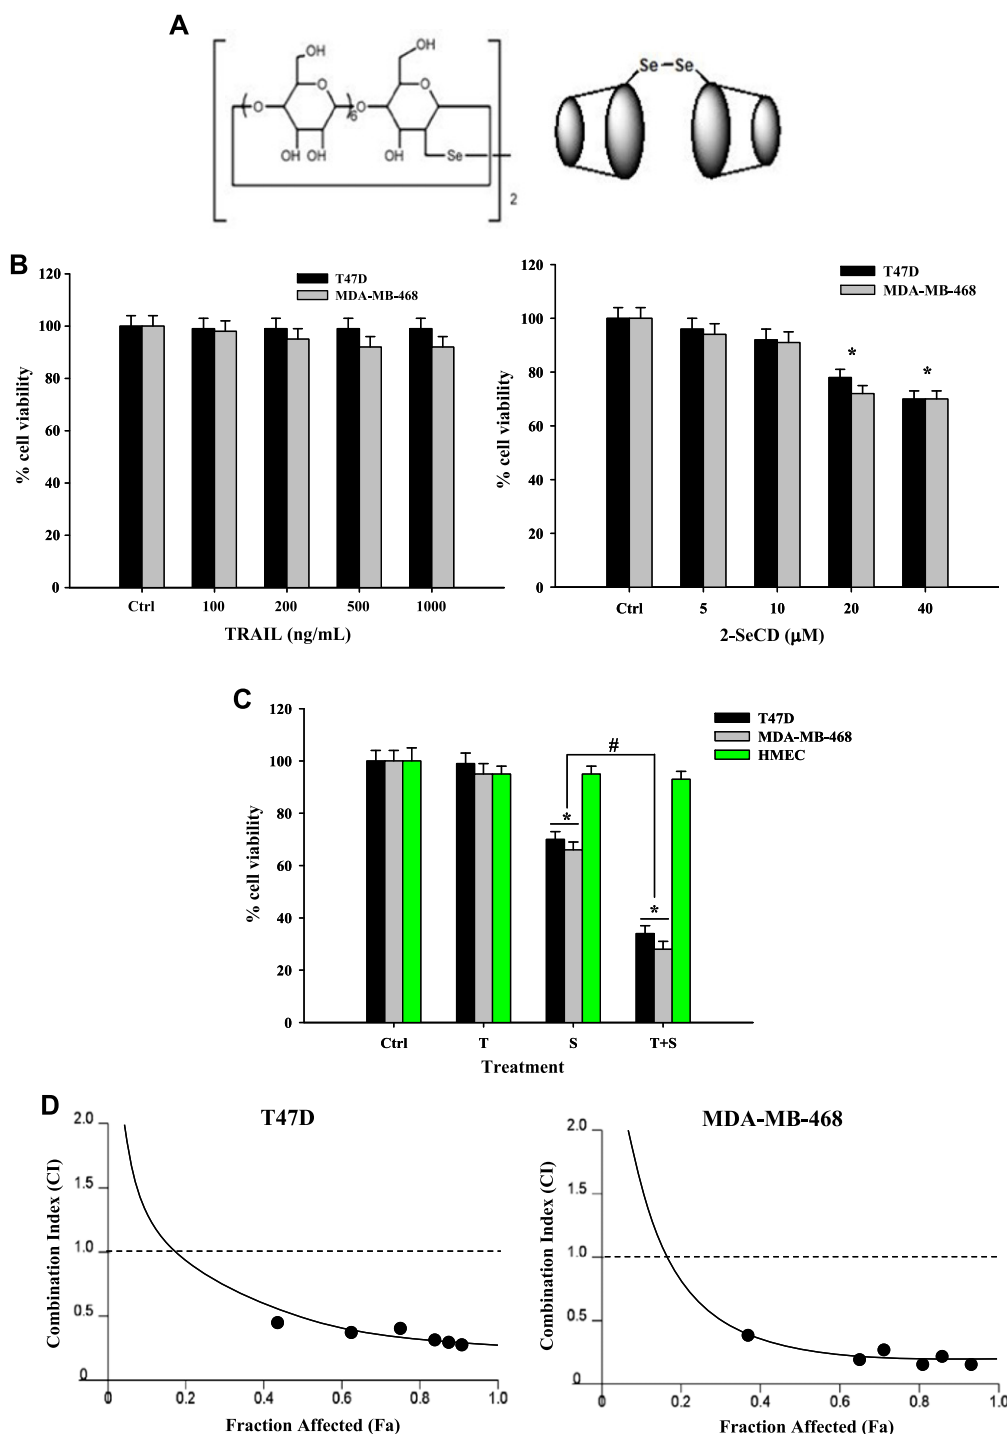 A
OH
OH
O
O
O
O
6
OH
OH
OH
Se
2
Se
Se
B
120
100
80
60
40
20
0
% cell viability
T47D
MDA-MB-468
Ctrl
100
200
500
1000
TRAIL (ng/mL)
120
100
80
60
40
20
0
% cell viability
T47D
MDA-MB-468
*
*
Ctrl
5
10
20
40
2-SeCD (μM)
C
120
100
80
60
40
20
0
% cell viability
T47D
MDA-MB-468
HMEC
#
*
*
Ctrl
T
S
T+S
Treatment
D
T47D
2.0
1.5
1.0
0.5
0
Combination Index (CI)
0
0.2
0.4
0.6
0.8
1.0
Fraction Affected (Fa)
MDA-MB-468
2.0
1.5
1.0
0.5
0
Combination Index (CI)
0
0.2
0.4
0.6
0.8
1.0
Fraction Affected (Fa)